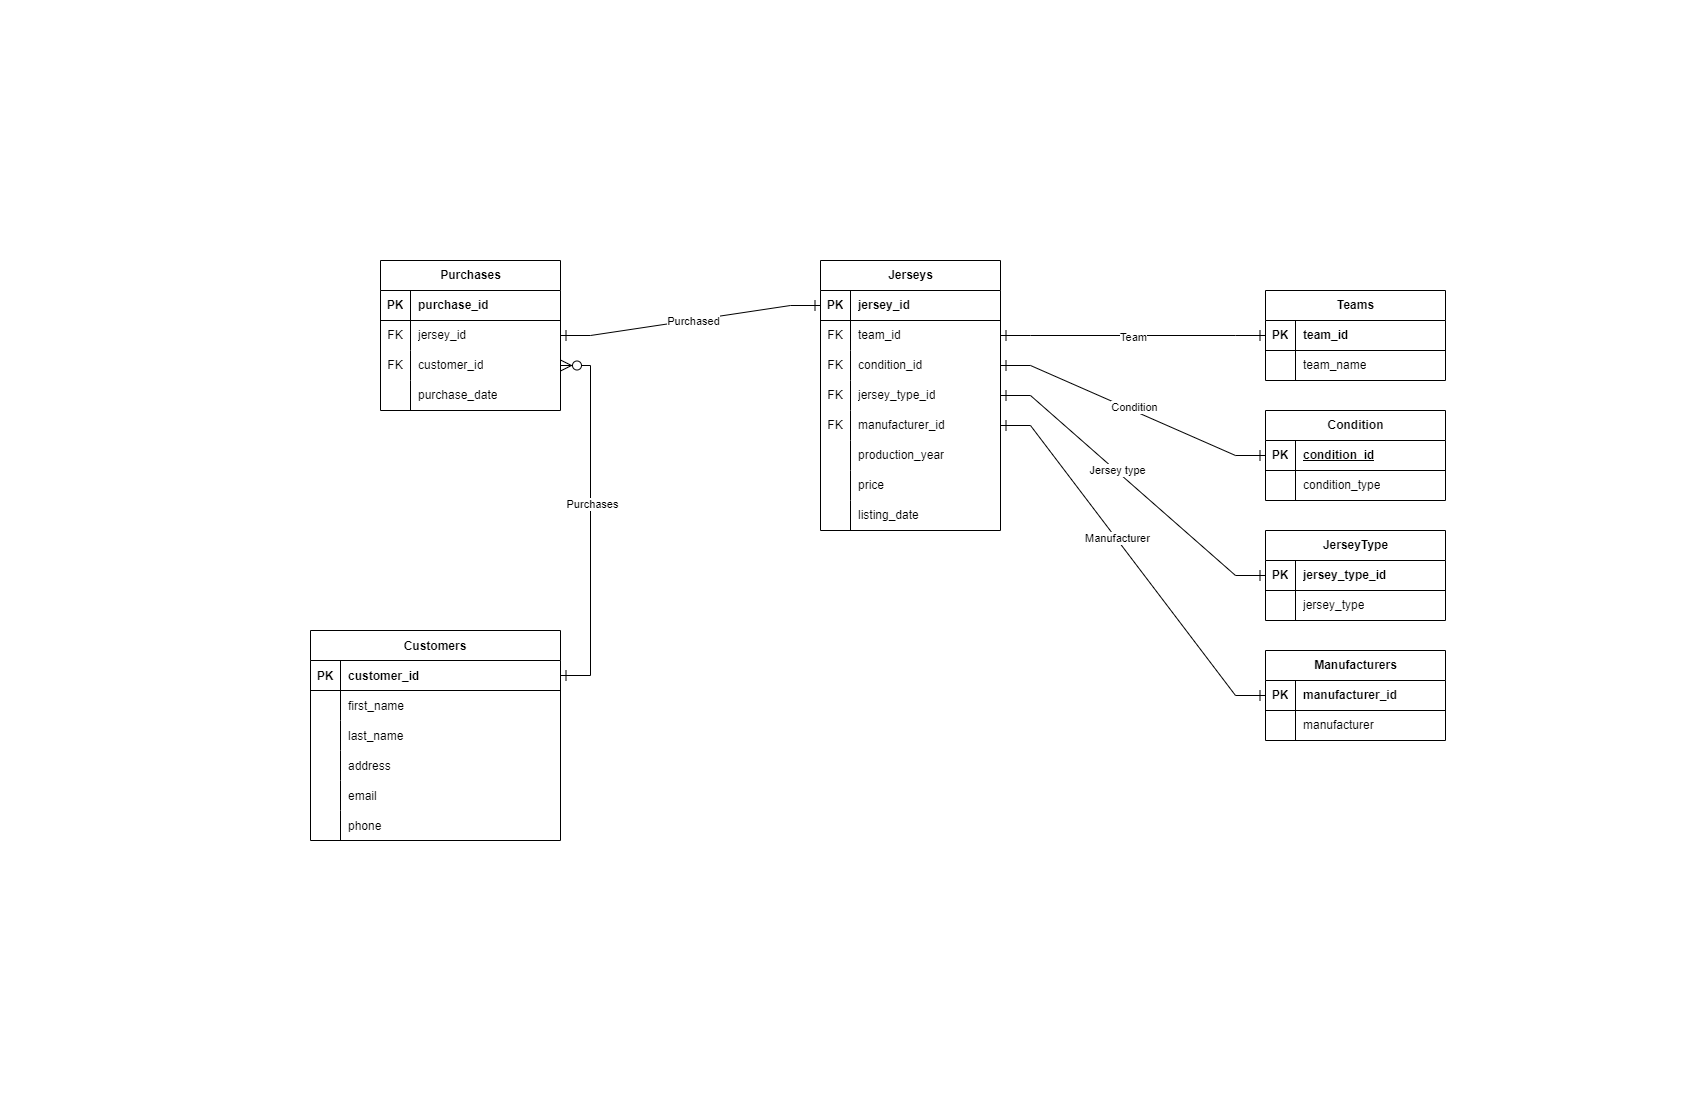 Purchases
PK purchase_id
FK jersey_id
FK customer_id
purchase_date
Purchased
Purchases
Customers
PK customer_id
first_name
last_name
address
email
phone
Jerseys
PK jersey_id
FK team_id
FK condition_id
FK jersey_type_id
FK manufacturer_id
production_year
price
listing_date
Team
Condition
Jersey type
Manufacturer
Teams
PK team_id
team_name
Condition
PK condition_id
condition_type
JerseyType
PK jersey_type_id
jersey_type
Manufacturers
PK manufacturer_id
manufacturer